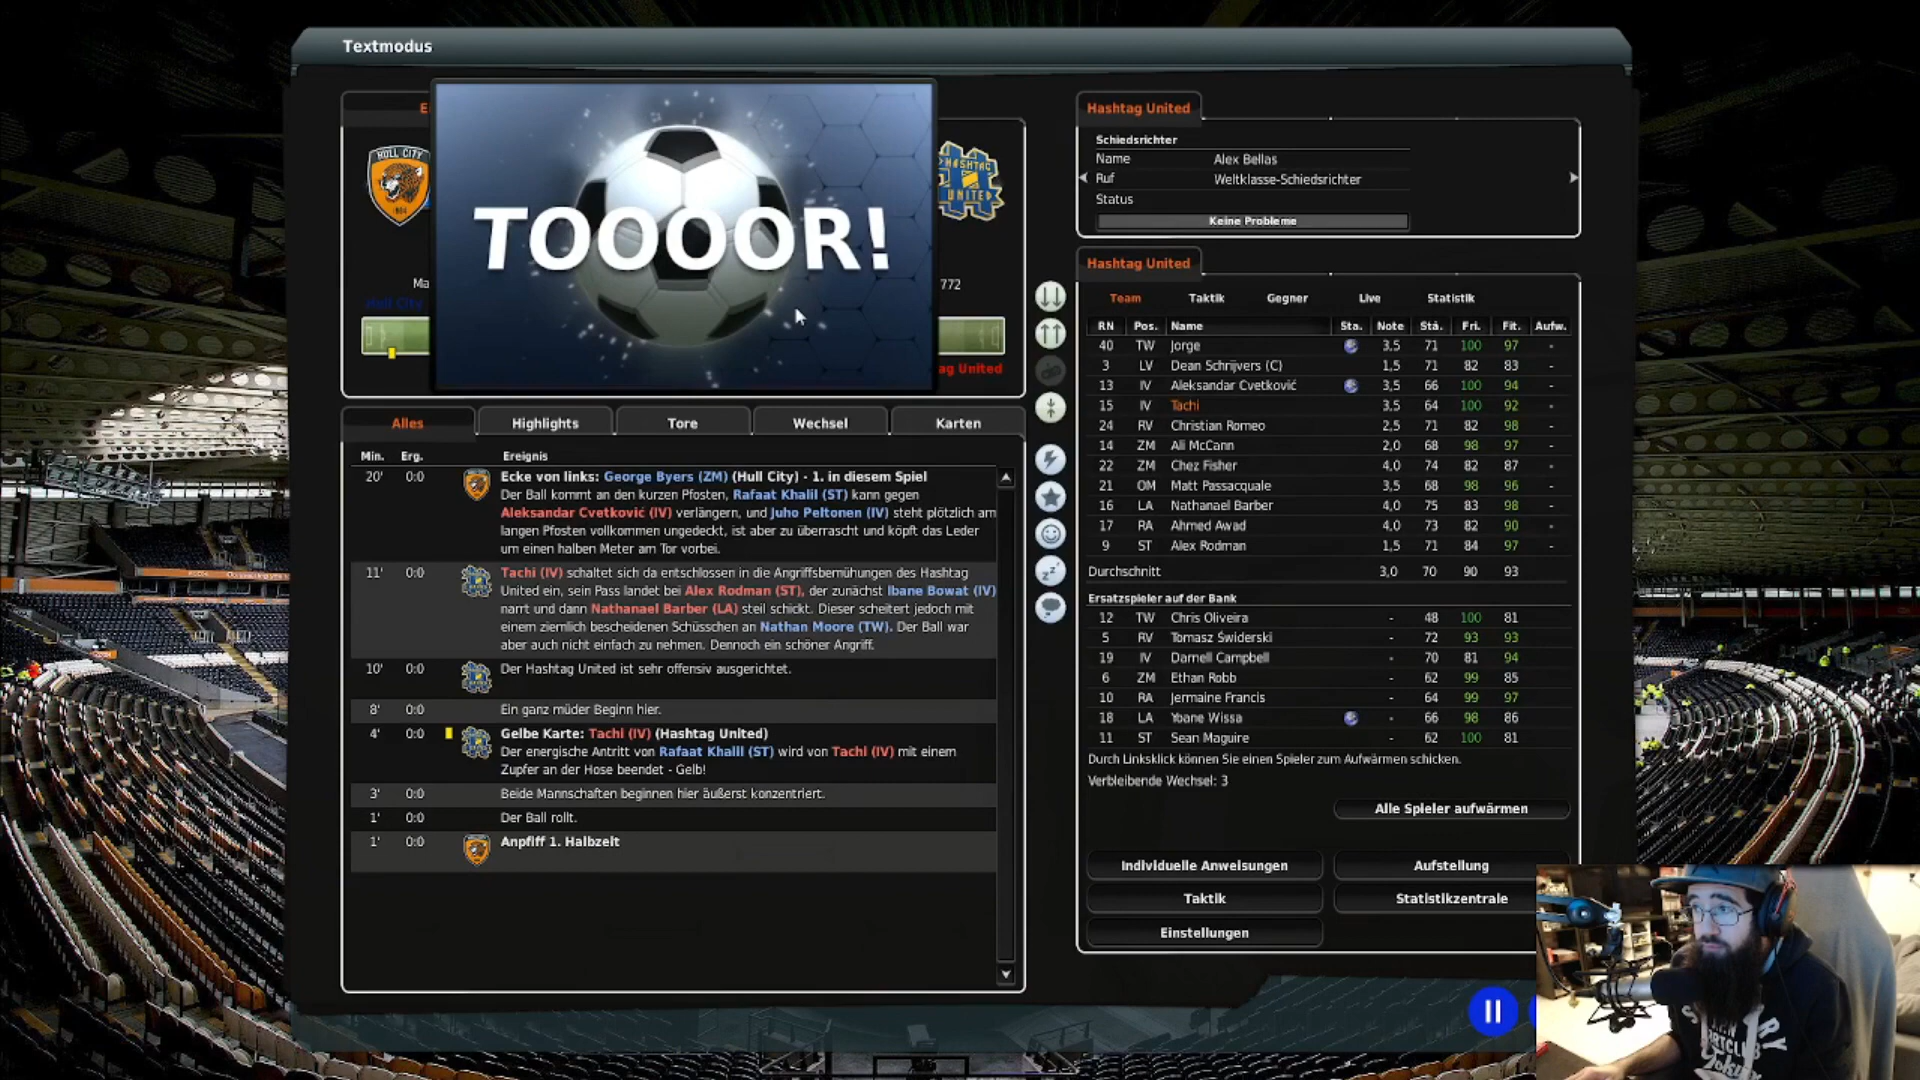 Textmodus
HULL CITY
1904
TOOOOR!
HASHTAG
UNITED
Ma
772
Hull City
ag United
Hashtag United
Schiedsrichter
Name Alex Bellas
Ruf Weltklasse-Schiedsrichter
Status
Keine Probleme
Alles Highlights Tore Wechsel Karten
Min. Erg. Ereignis
20' 0:0 Ecke von links: George Byers (ZM) (Hull City) - 1. in diesem Spiel
Der Ball kommt an den kurzen Pfosten, Rafaat Khalil (ST) kann gegen
Aleksandar Cvetković (IV) verlängern, und Juho Peltonen (IV) steht plötzlich am
langen Pfosten vollkommen ungedeckt, ist aber zu überrascht und köpft das Leder
um einen halben Meter am Tor vorbei.
11' 0:0 Tachi (IV) schaltet sich da entschlossen in die Angriffsbemühungen des Hashtag
United ein, sein Pass landet bei Alex Rodman (ST), der zunächst Ibane Bowat (IV)
narrt und dann Nathanael Barber (LA) steil schickt. Dieser scheitert jedoch mit
einem ziemlich bescheidenen Schüsschen an Nathan Moore (TW). Der Ball war
aber auch nicht einfach zu nehmen. Dennoch ein schöner Angriff.
10' 0:0 Der Hashtag United ist sehr offensiv ausgerichtet.
8' 0:0 Ein ganz müder Beginn hier.
4' 0:0 Gelbe Karte: Tachi (IV) (Hashtag United)
Der energische Antritt von Rafaat Khalil (ST) wird von Tachi (IV) mit einem
Zupfer an der Hose beendet - Gelb!
3' 0:0 Beide Mannschaften beginnen hier äußerst konzentriert.
1' 0:0 Der Ball rollt.
1' 0:0 Anpfiff 1. Halbzeit
Hashtag United
Team Taktik Gegner Live Statistik
RN Pos. Name Sta. Note Stä. Fri. Fit. Aufw.
40 TW Jorge 3,5 71 100 97 -
3 LV Dean Schrijvers (C) 1,5 71 82 83 -
13 IV Aleksandar Cvetković 3,5 66 100 94 -
15 IV Tachi 3,5 64 100 92 -
24 RV Christian Romeo 2,5 71 82 98 -
14 ZM Ali McCann 2,0 68 98 97 -
22 ZM Chez Fisher 4,0 74 82 87 -
21 OM Matt Passacquale 3,5 68 98 96 -
16 LA Nathanael Barber 4,0 75 83 98 -
17 RA Ahmed Awad 4,0 73 82 90 -
9 ST Alex Rodman 1,5 71 84 97 -
Durchschnitt 3,0 70 90 93
Ersatzspieler auf der Bank
12 TW Chris Oliveira - 48 100 81
5 RV Tomasz Świderski - 72 93 93
19 IV Darnell Campbell - 70 81 94
6 ZM Ethan Robb - 62 99 85
10 RA Jermaine Francis - 64 99 97
18 LA Yoane Wissa - 66 98 86
11 ST Sean Maguire - 62 100 81
Durch Linksklick können Sie einen Spieler zum Aufwärmen schicken.
Verbleibende Wechsel: 3
Alle Spieler aufwärmen
Individuelle Anweisungen Aufstellung
Taktik Statistikzentrale
Einstellungen